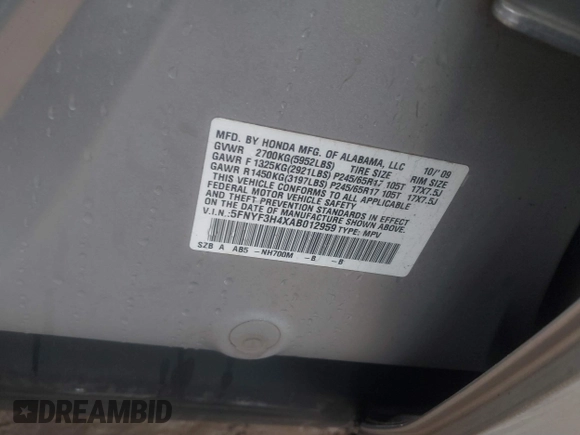 MFD. BY HONDA MFG. OF ALABAMA, LLC 10/'09
GVWR 2700KG(5952LBS) TIRE SIZE RIM SIZE
GAWR F 1325KG(2921LBS) P245/65R17 105T 17X7.5J
GAWR R1450KG(3197LBS) P245/65R17 105T 17X7.5J
THIS VEHICLE CONFORMS TO ALL APPLICABLE
FEDERAL MOTOR VEHICLE SAFETY
AND THEFT PREVENTION STANDARDS IN EFFECT
ON THE DATE OF MANUFACTURE SHOWN ABOVE.
V.I.N.:5FNYF3H4XAB012959 TYPE: MPV
SZB A AB5 -NH700M -B -B
DREAMBID